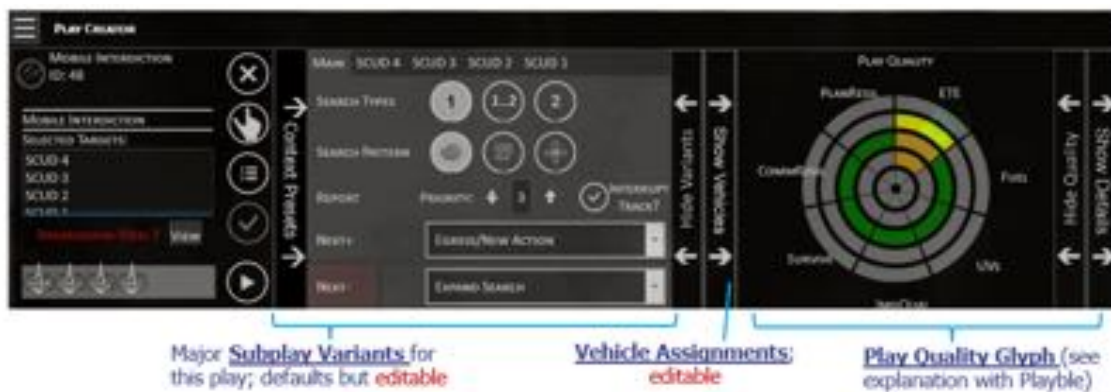 PLAY CREATOR
MOBILE INTERDICTION
ID: 48
MOBILE INTERDICTION
SELECTED TARGETS:
SCUD 4
SCUD 3
SCUD 2
SCUD 1
View
Context Presets
MAIN SCUD 4 SCUD 3 SCUD 2 SCUD 1
SEARCH TYPES 1 1..2 2
SEARCH PATTERN
REPORT PRIORITY: 3 INTERRUPT TRACK?
NEXT+ EGRESS/NEW ACTION
NEXT- EXPAND SEARCH
Hide Variants
Show Vehicles
PLAY QUALITY
PLANRESIL ETE
FUEL
UVS
SURVIVE
Hide Quality
Show Details
Major Subplay Variants for
this play; defaults but editable
Vehicle Assignments;
editable
Play Quality Glyph (see
explanation with Playble)